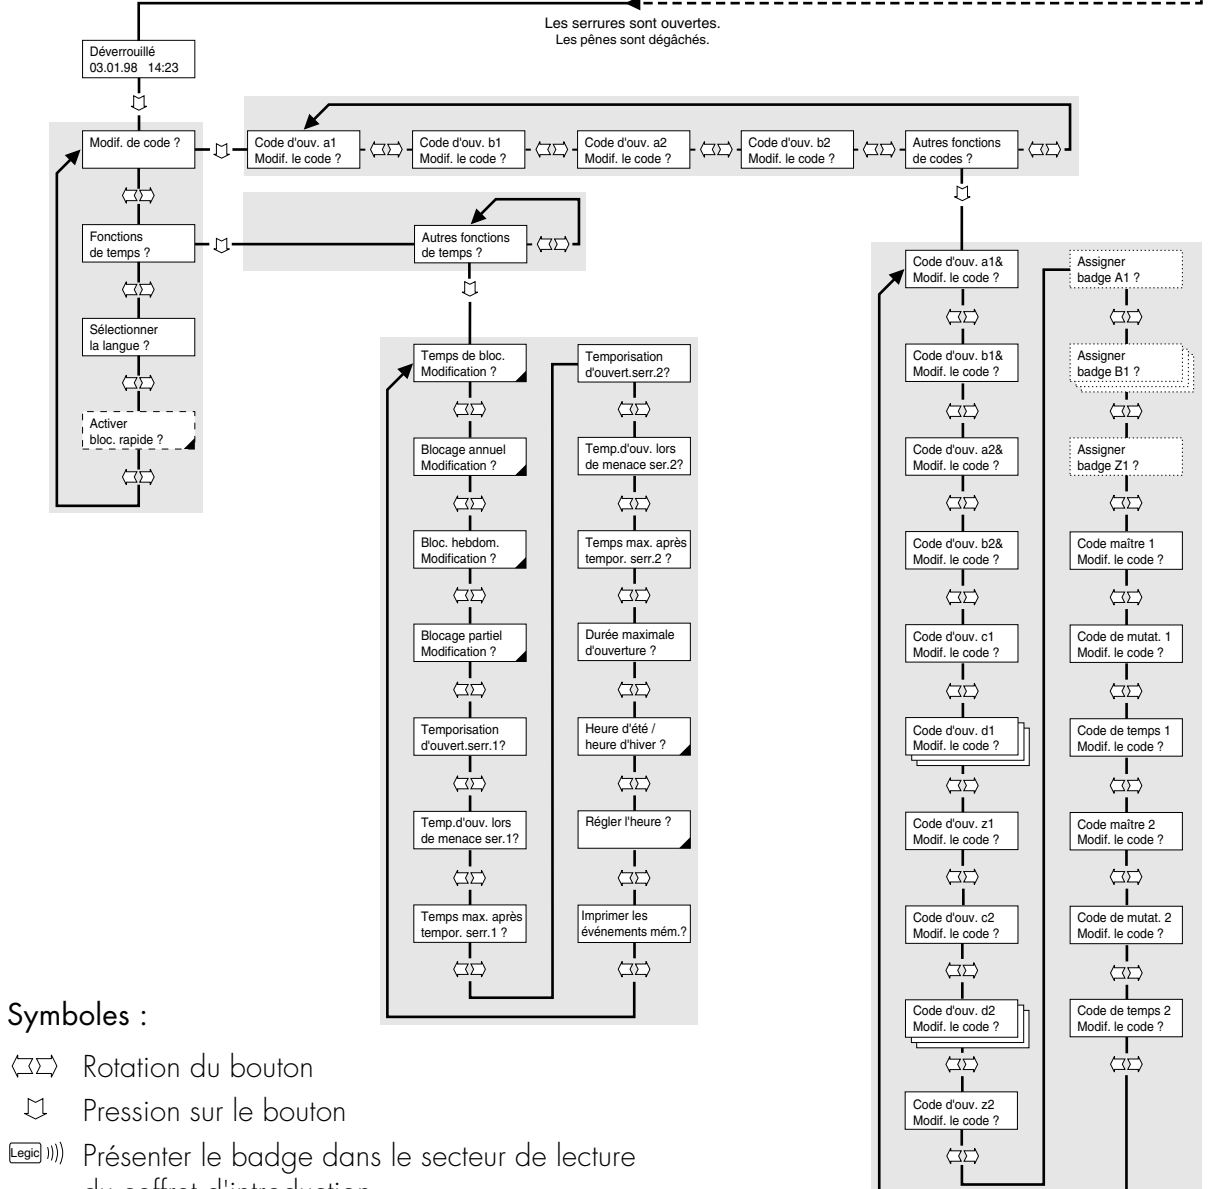 Les serrures sont ouvertes.
Les pênes sont dégâchés.
Déverrouillé
03.01.98 14:23
Modif. de code ?
Code d'ouv. a1
Modif. le code ?
Code d'ouv. b1
Modif. le code ?
Code d'ouv. a2
Modif. le code ?
Code d'ouv. b2
Modif. le code ?
Autres fonctions
de codes ?
Fonctions
de temps ?
Autres fonctions
de temps ?
Sélectionner
la langue ?
Activer
bloc. rapide ?
Temps de bloc.
Modification ?
Blocage annuel
Modification ?
Bloc. hebdom.
Modification ?
Blocage partiel
Modification ?
Temporisation
d'ouvert.serr.1?
Temp.d'ouv. lors
de menace ser.1?
Temps max. après
tempor. serr.1 ?
Temporisation
d'ouvert.serr.2?
Temp.d'ouv. lors
de menace ser.2?
Temps max. après
tempor. serr.2 ?
Durée maximale
d'ouverture ?
Heure d'été /
heure d'hiver ?
Régler l'heure ?
Imprimer les
événements mém.?
Code d'ouv. a1&
Modif. le code ?
Code d'ouv. b1&
Modif. le code ?
Code d'ouv. a2&
Modif. le code ?
Code d'ouv. b2&
Modif. le code ?
Code d'ouv. c1
Modif. le code ?
Code d'ouv. d1
Modif. le code ?
Code d'ouv. z1
Modif. le code ?
Code d'ouv. c2
Modif. le code ?
Code d'ouv. d2
Modif. le code ?
Code d'ouv. z2
Modif. le code ?
Assigner
badge A1 ?
Assigner
badge B1 ?
Assigner
badge Z1 ?
Code maître 1
Modif. le code ?
Code de mutat. 1
Modif. le code ?
Code de temps 1
Modif. le code ?
Code maître 2
Modif. le code ?
Code de mutat. 2
Modif. le code ?
Code de temps 2
Modif. le code ?
Symboles :
Rotation du bouton
Pression sur le bouton
Legic Présenter le badge dans le secteur de lecture
du coffret d'introduction